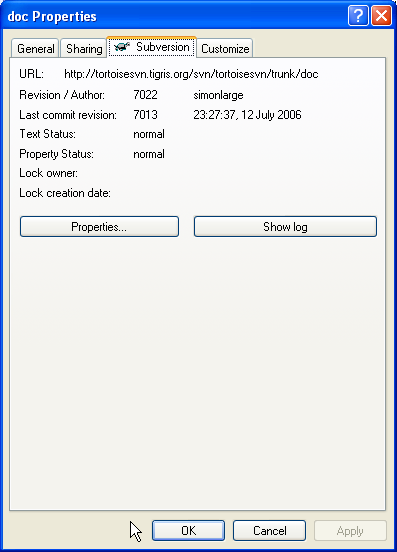 doc Properties
General Sharing Subversion Customize
URL: http://tortoisesvn.tigris.org/svn/tortoisesvn/trunk/doc
Revision / Author: 7022 simonlarge
Last commit revision: 7013 23:27:37, 12 July 2006
Text Status: normal
Property Status: normal
Lock owner:
Lock creation date:
Properties... Show log
OK Cancel Apply